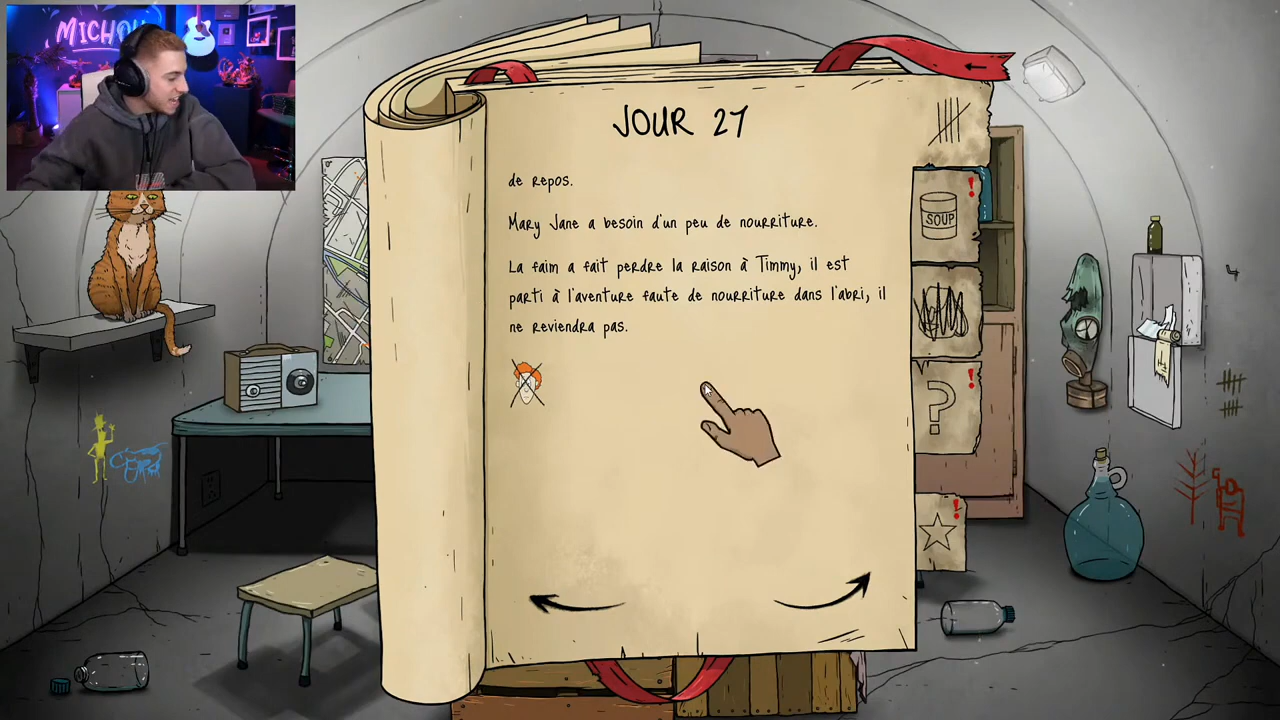 MICHOU
JOUR 27
de repos.
Mary Jane a besoin d'un peu de nourriture.
La faim a fait perdre la raison à Timmy, il est
parti à l'aventure faute de nourriture dans l'abri, il
ne reviendra pas.
SOUP
!
?
!
!